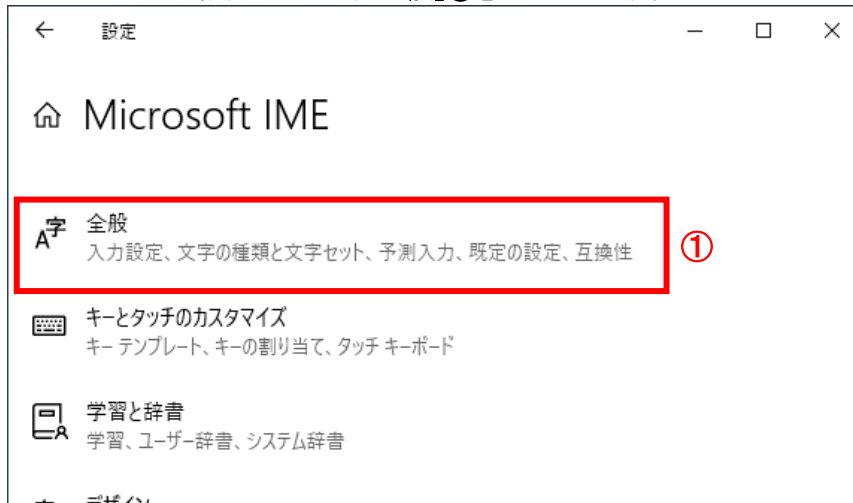 設定
Microsoft IME
全般
入力設定、文字の種類と文字セット、予測入力、既定の設定、互換性
①
キーとタッチのカスタマイズ
キー テンプレート、キーの割り当て、タッチ キーボード
学習と辞書
学習、ユーザー辞書、システム辞書
デザイン